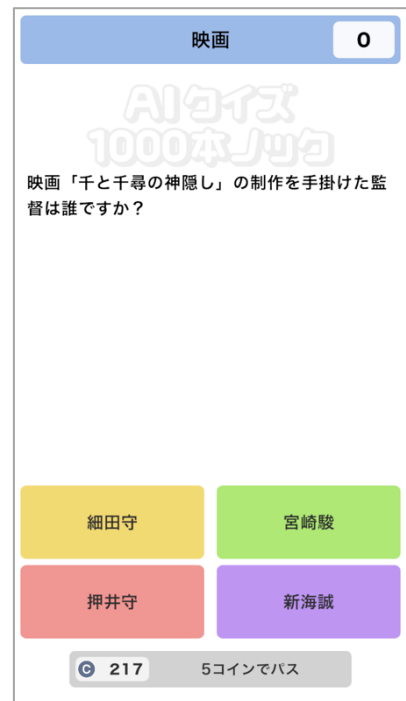 映画 0
AIクイズ
1000本ノック
映画「千と千尋の神隠し」の制作を手掛けた監
督は誰ですか？
細田守 宮崎駿
押井守 新海誠
C 217 5コインでパス